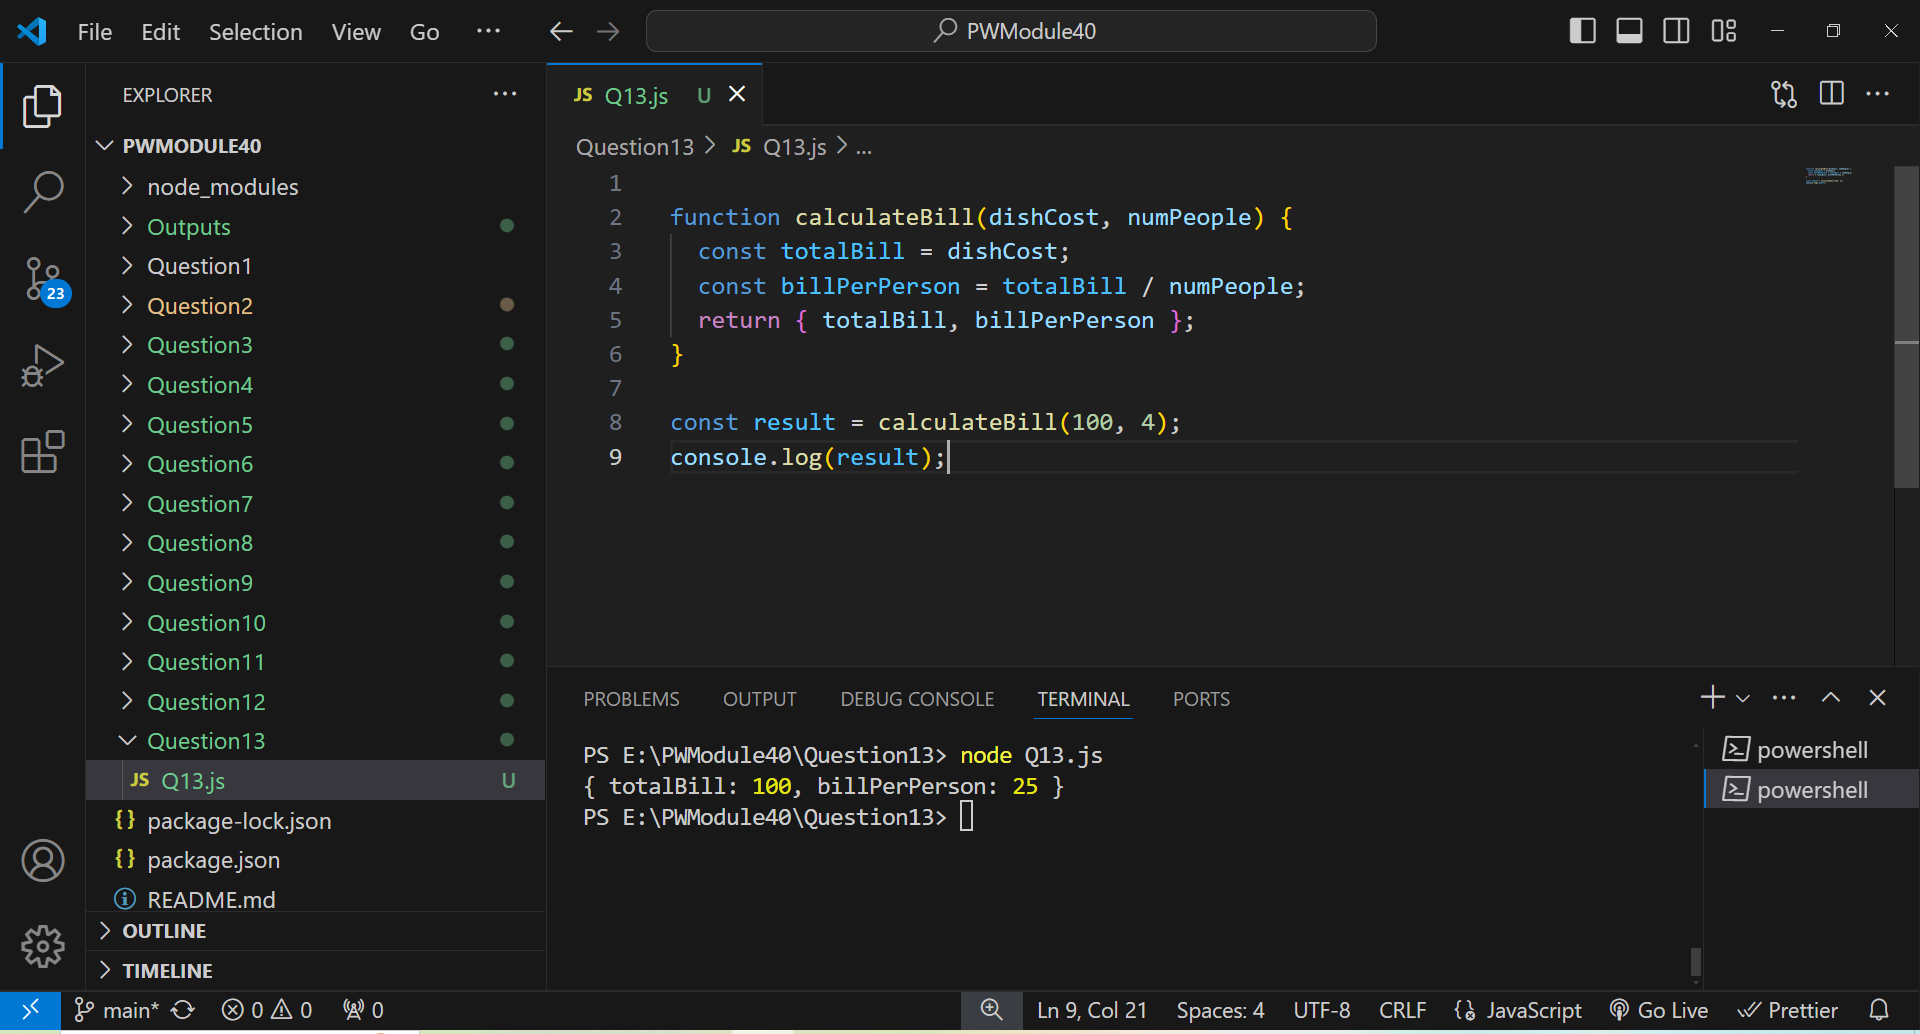 File Edit Selection View Go ··· PWModule40
EXPLORER ···
PWMODULE40
node_modules
Outputs
Question1
Question2
Question3
Question4
Question5
Question6
Question7
Question8
Question9
Question10
Question11
Question12
Question13
JS Q13.js U
{} package-lock.json
{} package.json
README.md
OUTLINE
TIMELINE
23
JS Q13.js U
Question13 > JS Q13.js > ...
1
2 function calculateBill(dishCost, numPeople) {
3 const totalBill = dishCost;
4 const billPerPerson = totalBill / numPeople;
5 return { totalBill, billPerPerson };
6 }
7
8 const result = calculateBill(100, 4);
9 console.log(result);
PROBLEMS OUTPUT DEBUG CONSOLE TERMINAL PORTS
PS E:\PWModule40\Question13> node Q13.js
{ totalBill: 100, billPerPerson: 25 }
PS E:\PWModule40\Question13>
powershell
powershell
main* 0 0 0 Ln 9, Col 21 Spaces: 4 UTF-8 CRLF JavaScript Go Live Prettier